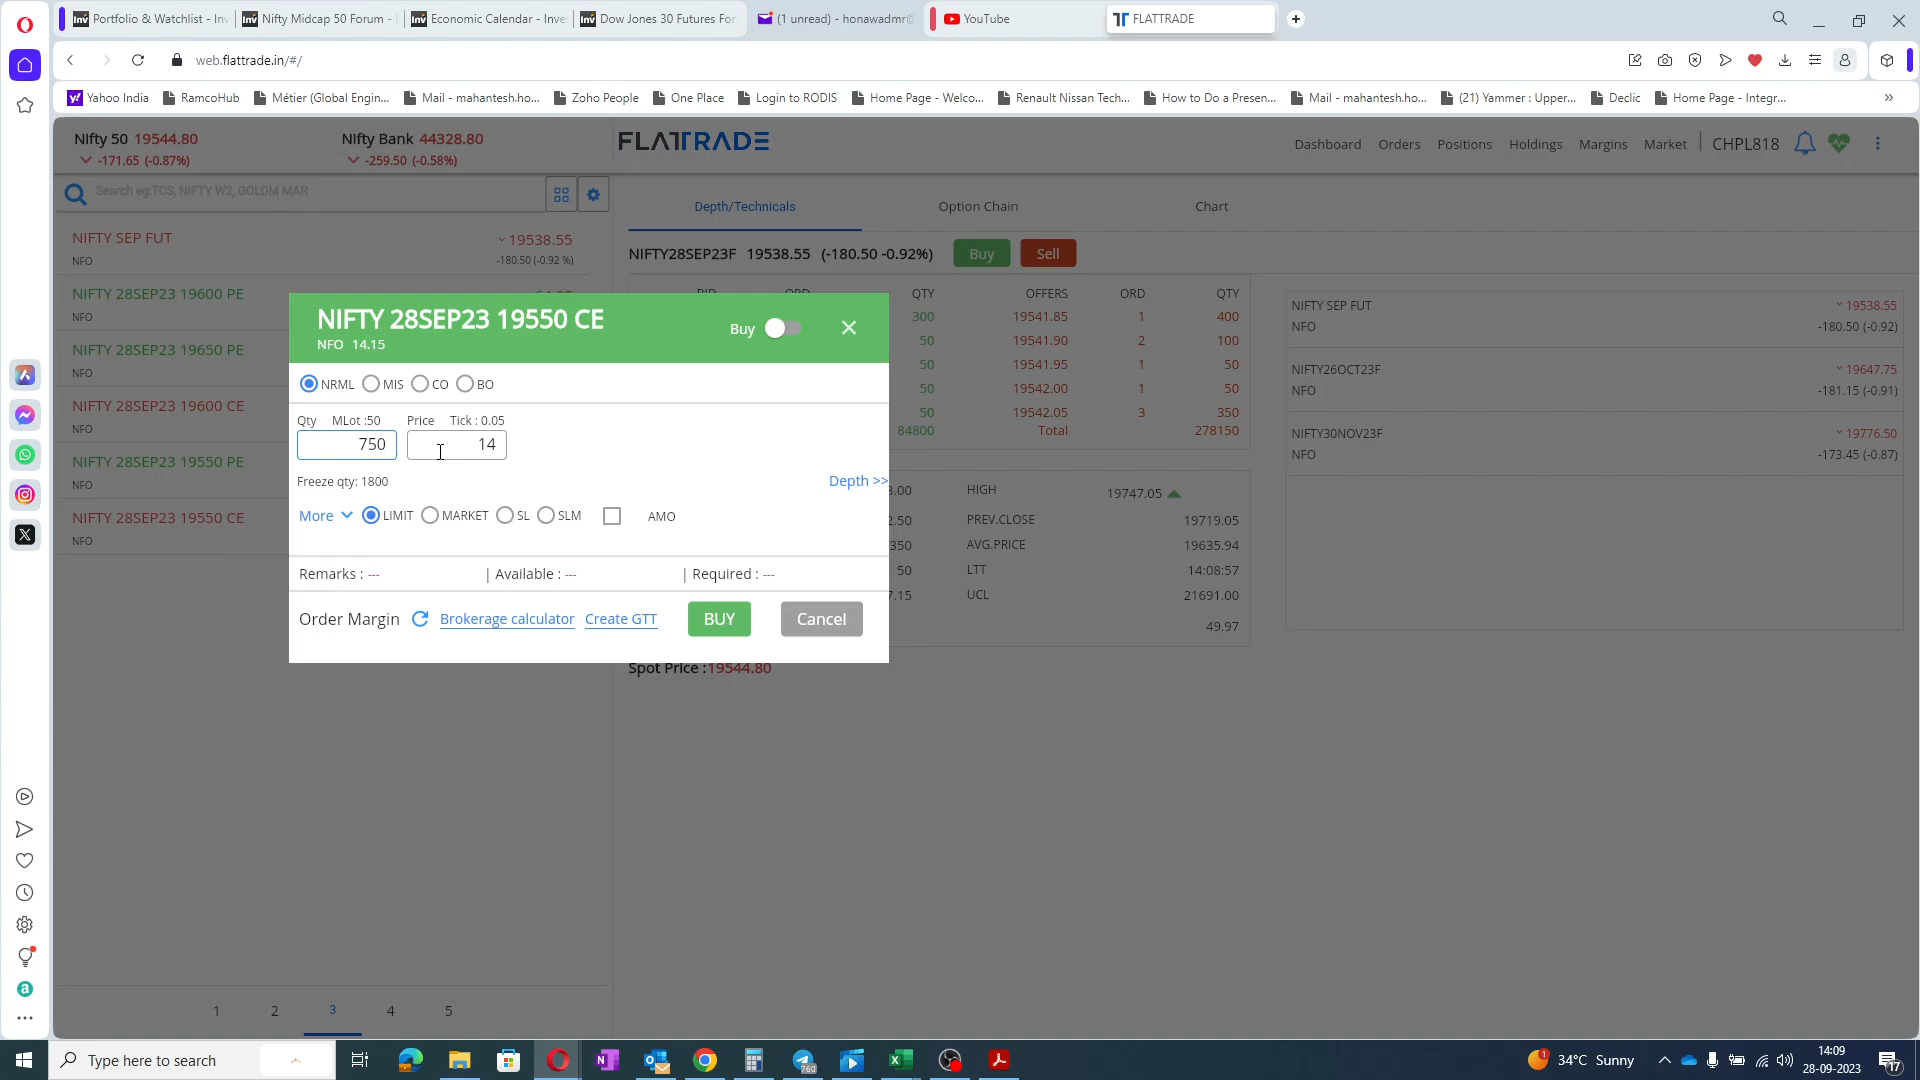 Portfolio & Watchlist - Inv
Nifty Midcap 50 Forum -
Economic Calendar - Inve
Dow Jones 30 Futures For
(1 unread) - honawadmr@
YouTube
FLATTRADE
web.flattrade.in/#/
Yahoo India
RamcoHub
Métier (Global Engin...
Mail - mahantesh.ho...
Zoho People
One Place
Login to RODIS
Home Page - Welco...
Renault Nissan Tech...
How to Do a Presen...
Mail - mahantesh.ho...
(21) Yammer : Upper...
Declic
Home Page - Integr...
Nifty 50 19544.80
-171.65 (-0.87%)
Nifty Bank 44328.80
-259.50 (-0.58%)
FLATTRADE
Dashboard Orders Positions Holdings Margins Market CHPL818
Search eg:TCS, NIFTY W2, GOLDM MAR
Depth/Technicals
Option Chain
Chart
NIFTY SEP FUT 19538.55
NFO -180.50 (-0.92 %)
NIFTY 28SEP23 19600 PE
NFO
NIFTY 28SEP23 19650 PE
NFO
NIFTY 28SEP23 19600 CE
NFO
NIFTY 28SEP23 19550 PE
NFO
NIFTY 28SEP23 19550 CE
NFO
1 2 3 4 5
NIFTY28SEP23F 19538.55 (-180.50 -0.92%) Buy Sell
QTY OFFERS ORD QTY
300 19541.85 1 400
50 19541.90 2 100
50 19541.95 1 50
50 19542.00 1 50
50 19542.05 3 350
84800 Total 278150
HIGH 19747.05
PREV.CLOSE 19719.05
350 AVG.PRICE 19635.94
50 LTT 14:08:57
UCL 21691.00
49.97
Spot Price :19544.80
NIFTY SEP FUT 19538.55
NFO -180.50 (-0.92)
NIFTY26OCT23F 19647.75
NFO -181.15 (-0.91)
NIFTY30NOV23F 19776.50
NFO -173.45 (-0.87)
NIFTY 28SEP23 19550 CE
NFO 14.15
Buy
NRML MIS CO BO
Qty MLot :50 Price Tick : 0.05
750 14
Freeze qty: 1800
Depth >>
More LIMIT MARKET SL SLM AMO
Remarks : --- | Available : --- | Required : ---
Order Margin Brokerage calculator Create GTT BUY Cancel
Type here to search
760
34°C Sunny
14:09
28-09-2023
17